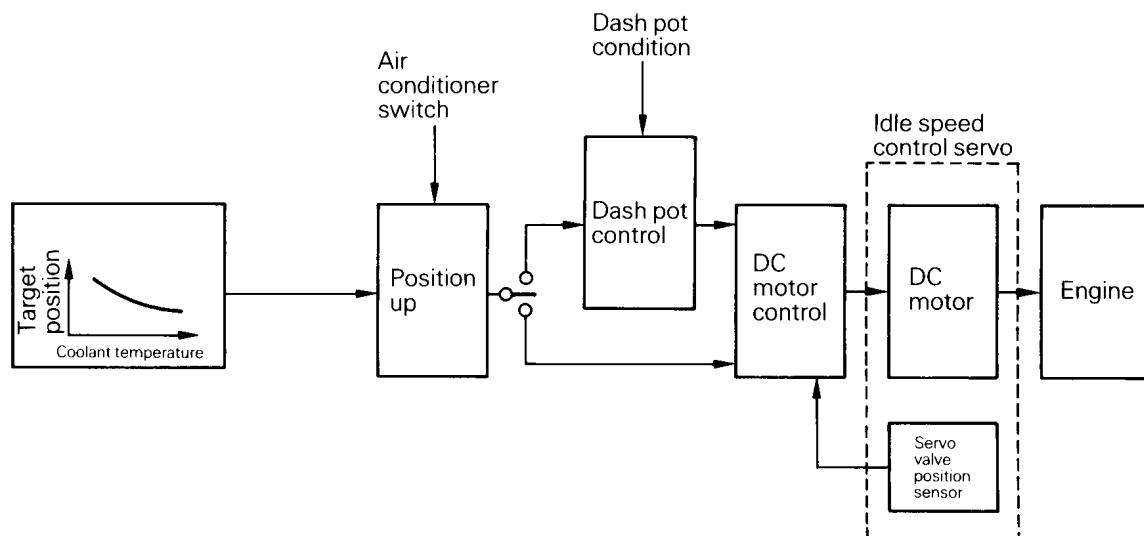 Dash pot
condition
Air
conditioner
switch
Idle speed
control servo
Target
position
Coolant temperature
Position
up
Dash pot
control
DC
motor
control
DC
motor
Engine
Servo
valve
position
sensor